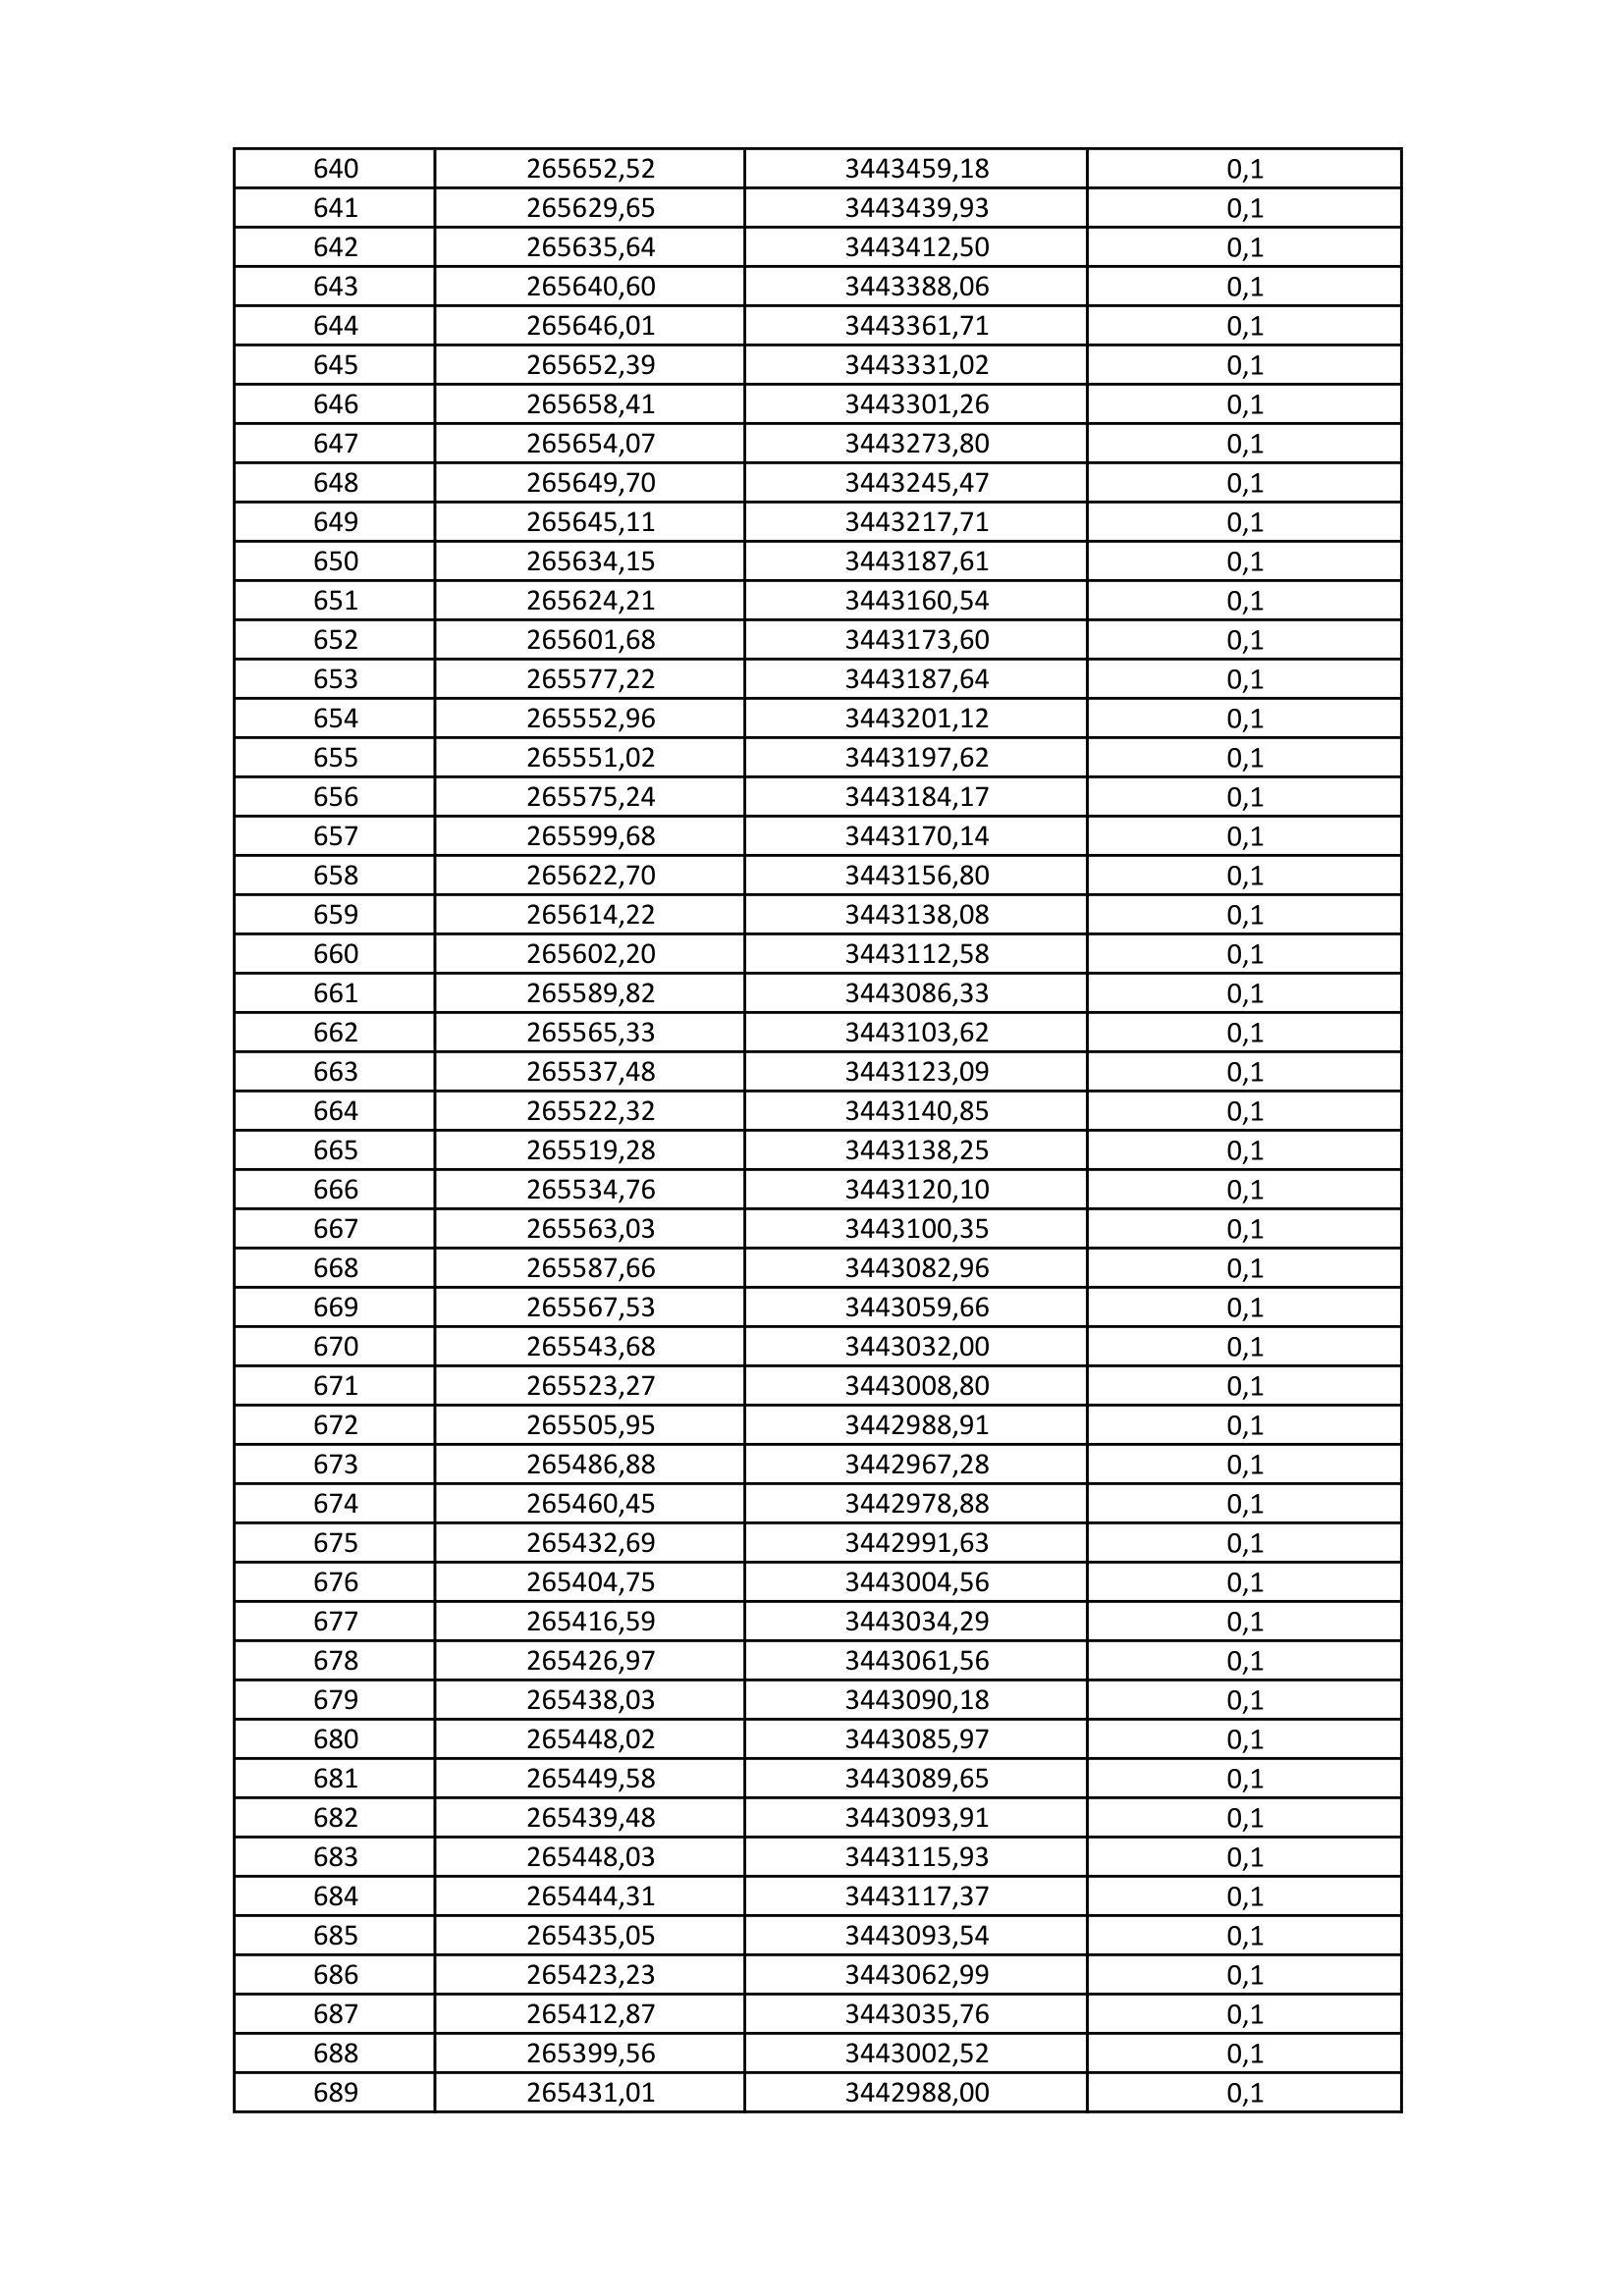 640 265652,52 3443459,18 0,1
641 265629,65 3443439,93 0,1
642 265635,64 3443412,50 0,1
643 265640,60 3443388,06 0,1
644 265646,01 3443361,71 0,1
645 265652,39 3443331,02 0,1
646 265658,41 3443301,26 0,1
647 265654,07 3443273,80 0,1
648 265649,70 3443245,47 0,1
649 265645,11 3443217,71 0,1
650 265634,15 3443187,61 0,1
651 265624,21 3443160,54 0,1
652 265601,68 3443173,60 0,1
653 265577,22 3443187,64 0,1
654 265552,96 3443201,12 0,1
655 265551,02 3443197,62 0,1
656 265575,24 3443184,17 0,1
657 265599,68 3443170,14 0,1
658 265622,70 3443156,80 0,1
659 265614,22 3443138,08 0,1
660 265602,20 3443112,58 0,1
661 265589,82 3443086,33 0,1
662 265565,33 3443103,62 0,1
663 265537,48 3443123,09 0,1
664 265522,32 3443140,85 0,1
665 265519,28 3443138,25 0,1
666 265534,76 3443120,10 0,1
667 265563,03 3443100,35 0,1
668 265587,66 3443082,96 0,1
669 265567,53 3443059,66 0,1
670 265543,68 3443032,00 0,1
671 265523,27 3443008,80 0,1
672 265505,95 3442988,91 0,1
673 265486,88 3442967,28 0,1
674 265460,45 3442978,88 0,1
675 265432,69 3442991,63 0,1
676 265404,75 3443004,56 0,1
677 265416,59 3443034,29 0,1
678 265426,97 3443061,56 0,1
679 265438,03 3443090,18 0,1
680 265448,02 3443085,97 0,1
681 265449,58 3443089,65 0,1
682 265439,48 3443093,91 0,1
683 265448,03 3443115,93 0,1
684 265444,31 3443117,37 0,1
685 265435,05 3443093,54 0,1
686 265423,23 3443062,99 0,1
687 265412,87 3443035,76 0,1
688 265399,56 3443002,52 0,1
689 265431,01 3442988,00 0,1